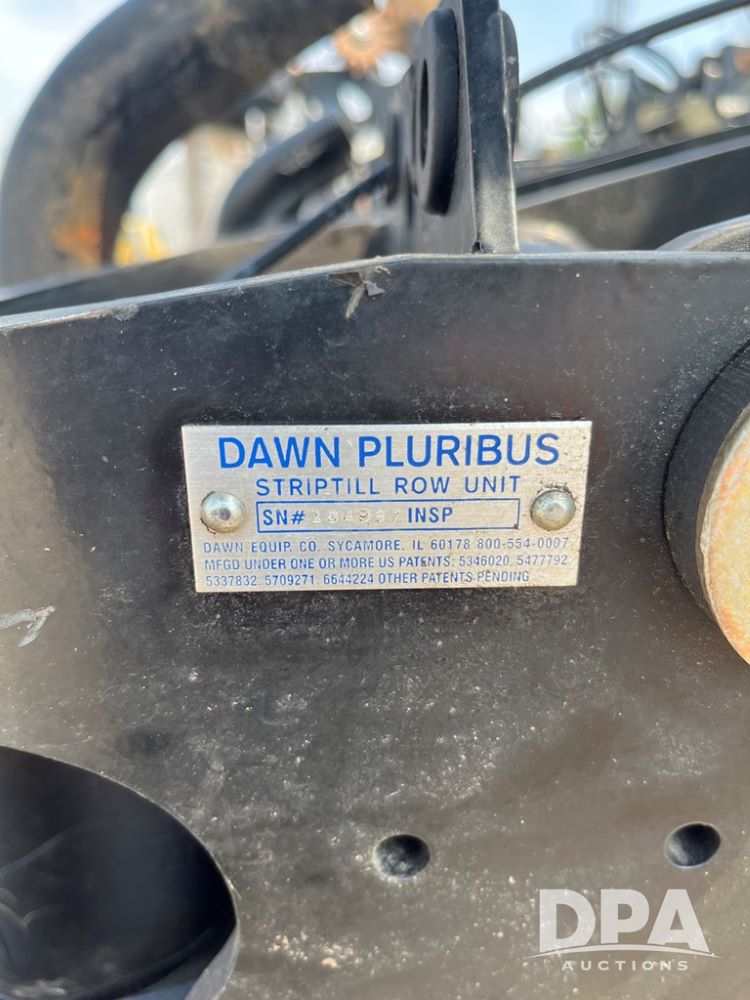 DAWN PLURIBUS
STRIPTILL ROW UNIT
SN# INSP
DAWN EQUIP. CO. SYCAMORE, IL 60178 800-554-0007
MFGD UNDER ONE OR MORE US PATENTS: 5346020, 5477792,
5337832, 5709271, 6644224 OTHER PATENTS PENDING
DPA
AUCTIONS